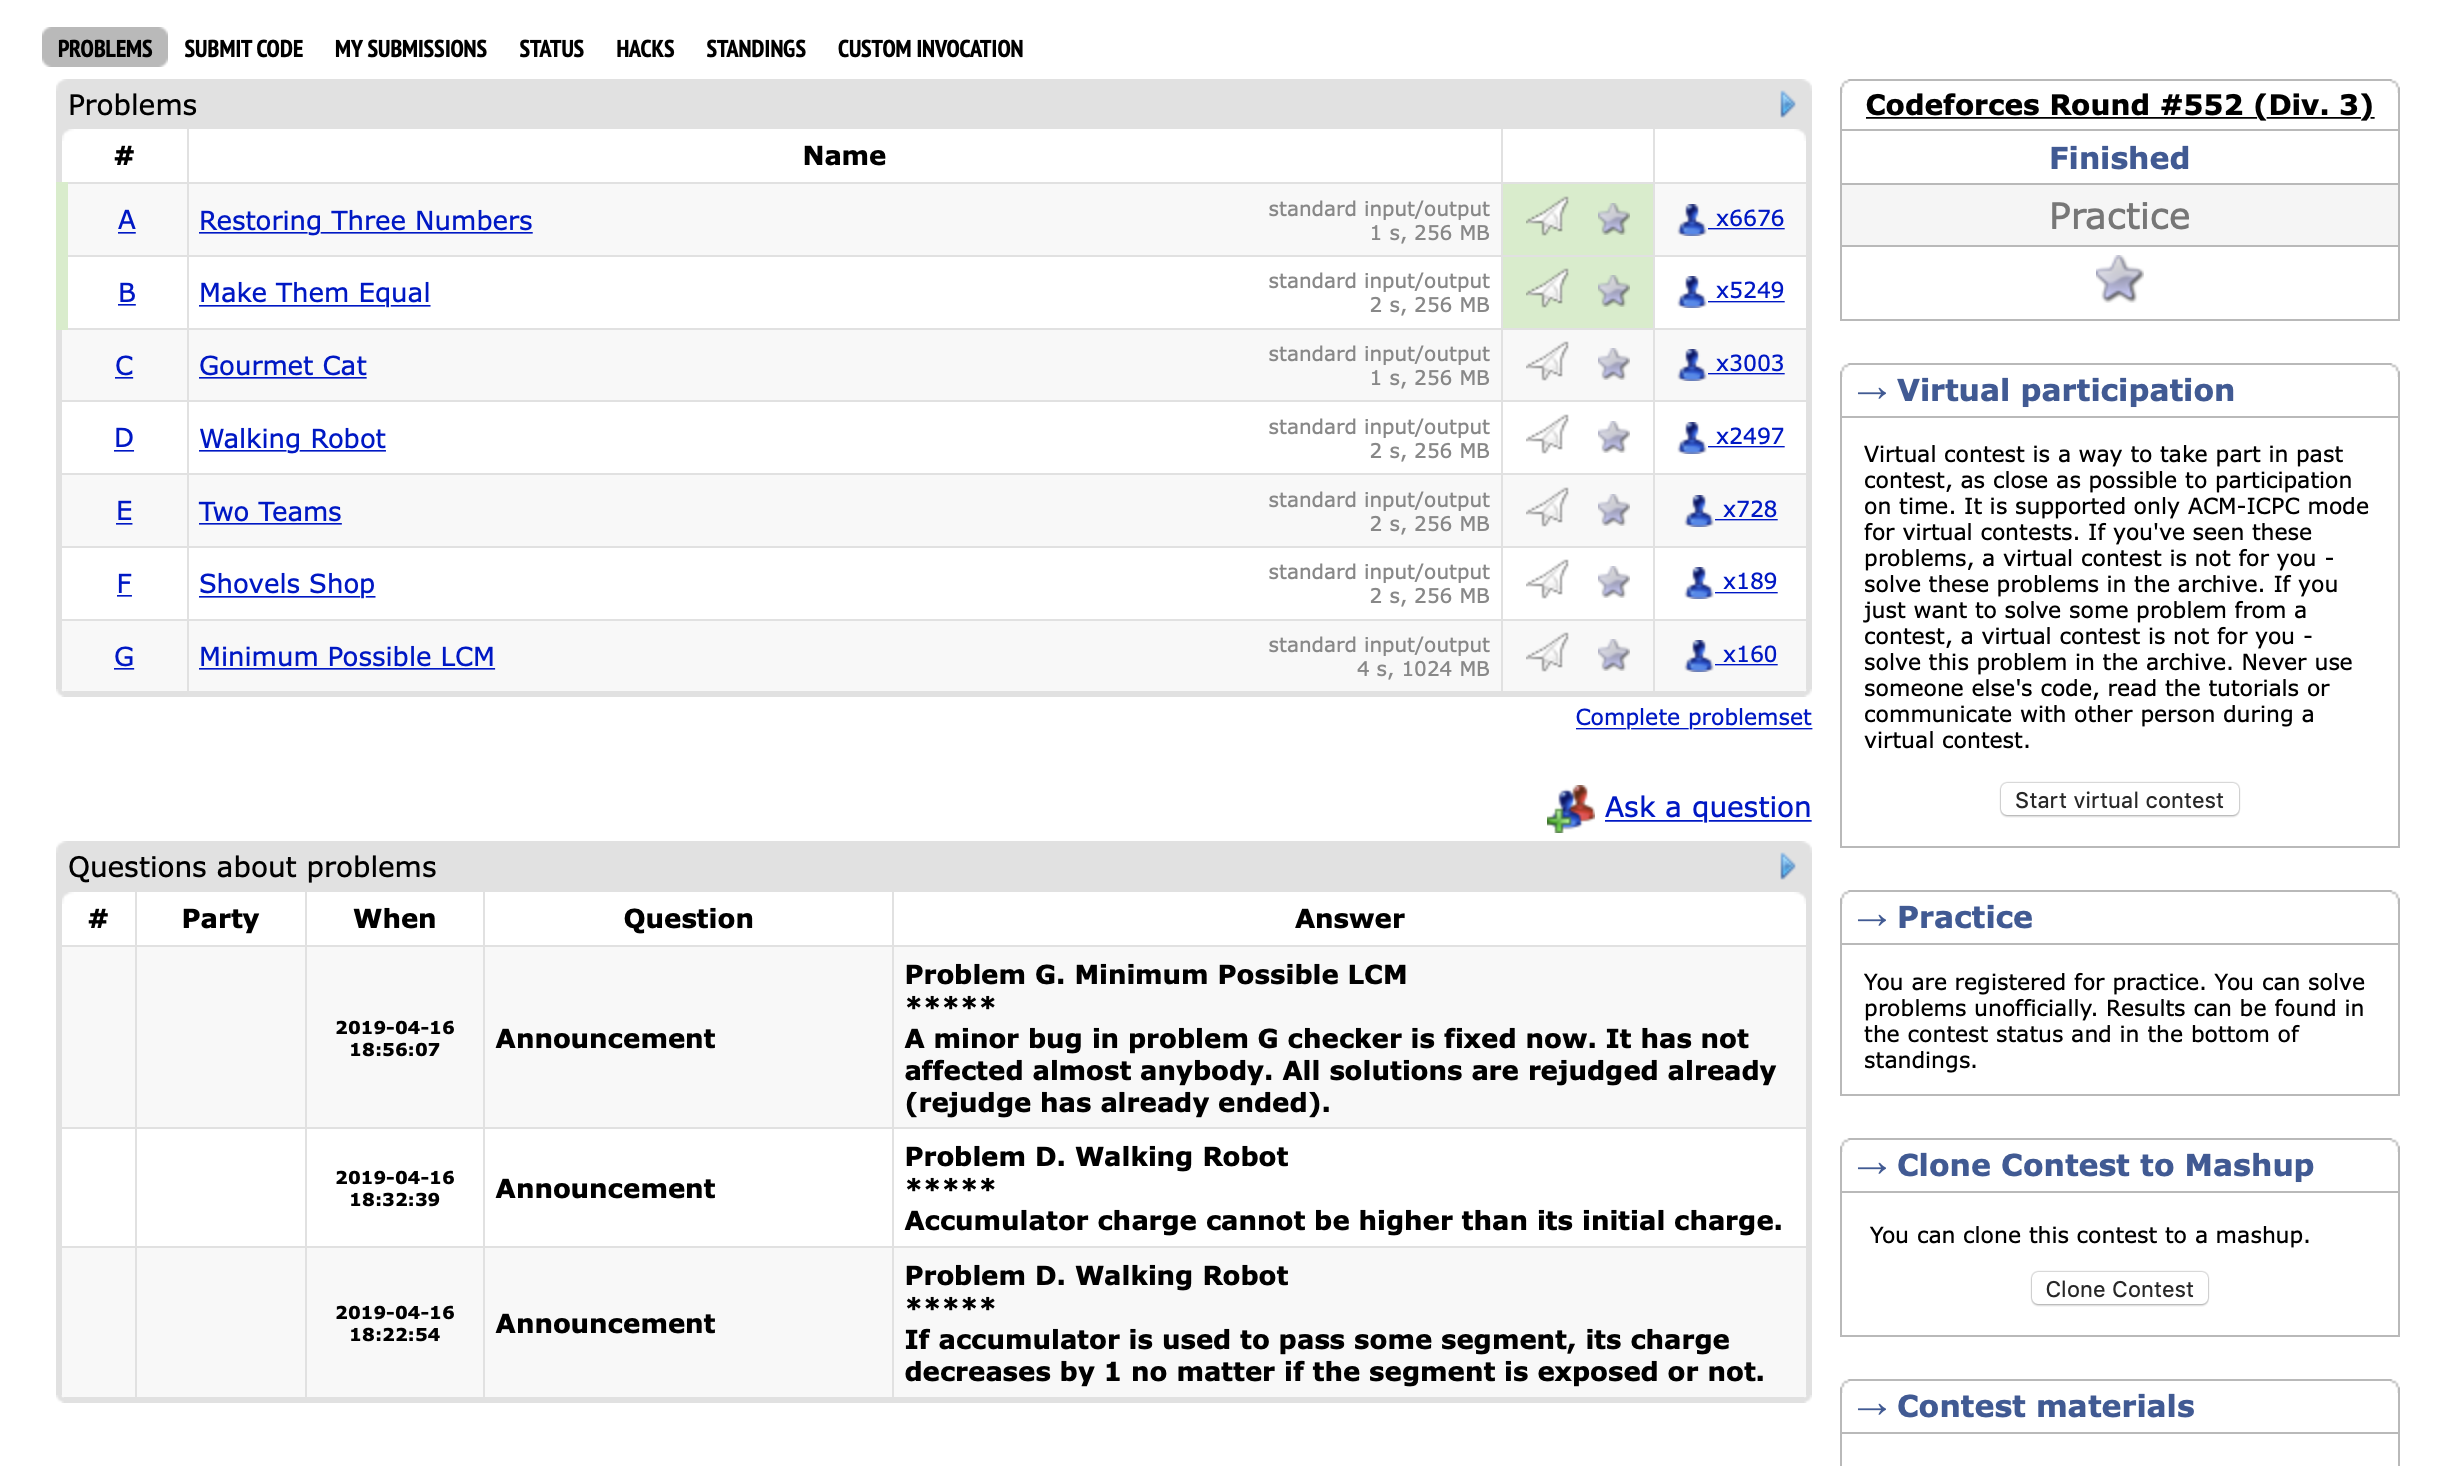 PROBLEMS SUBMIT CODE MY SUBMISSIONS STATUS HACKS STANDINGS CUSTOM INVOCATION
Problems
# Name
A Restoring Three Numbers standard input/output
1 s, 256 MB x6676
B Make Them Equal standard input/output
2 s, 256 MB x5249
C Gourmet Cat standard input/output
1 s, 256 MB x3003
D Walking Robot standard input/output
2 s, 256 MB x2497
E Two Teams standard input/output
2 s, 256 MB x728
F Shovels Shop standard input/output
2 s, 256 MB x189
G Minimum Possible LCM standard input/output
4 s, 1024 MB x160
Complete problemset
Ask a question
Questions about problems
# Party When Question Answer
2019-04-16
18:56:07
Announcement
Problem G. Minimum Possible LCM
*****
A minor bug in problem G checker is fixed now. It has not
affected almost anybody. All solutions are rejudged already
(rejudge has already ended).
2019-04-16
18:32:39
Announcement
Problem D. Walking Robot
*****
Accumulator charge cannot be higher than its initial charge.
2019-04-16
18:22:54
Announcement
Problem D. Walking Robot
*****
If accumulator is used to pass some segment, its charge
decreases by 1 no matter if the segment is exposed or not.
Codeforces Round #552 (Div. 3)
Finished
Practice
→ Virtual participation
Virtual contest is a way to take part in past
contest, as close as possible to participation
on time. It is supported only ACM-ICPC mode
for virtual contests. If you've seen these
problems, a virtual contest is not for you -
solve these problems in the archive. If you
just want to solve some problem from a
contest, a virtual contest is not for you -
solve this problem in the archive. Never use
someone else's code, read the tutorials or
communicate with other person during a
virtual contest.
Start virtual contest
→ Practice
You are registered for practice. You can solve
problems unofficially. Results can be found in
the contest status and in the bottom of
standings.
→ Clone Contest to Mashup
You can clone this contest to a mashup.
Clone Contest
→ Contest materials